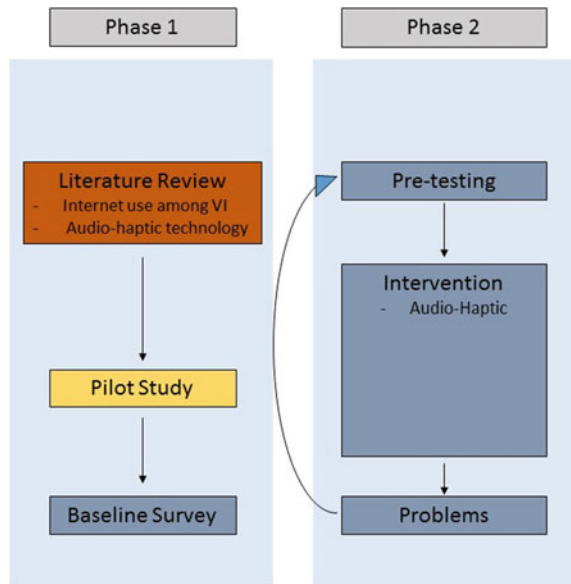 Phase 1
Literature Review
- Internet use among VI
- Audio-haptic technology
Pilot Study
Baseline Survey
Phase 2
Pre-testing
Intervention
- Audio-Haptic
Problems